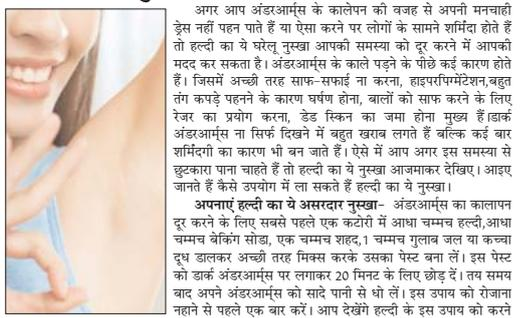 अगर आप अंडरआर्म्स के कालेपन की वजह से अपनी मनचाही
ड्रेस नहीं पहन पाते हैं या ऐसा करने पर लोगों के सामने शर्मिंदा होते हैं
तो हल्दी का ये घरेलू नुस्खा आपकी समस्या को दूर करने में आपकी
मदद कर सकता है। अंडरआर्म्स के काले पड़ने के पीछे कई कारण होते
हैं। जिसमें अच्छी तरह साफ-सफाई ना करना, हाइपरपिग्मेंटेशन,बहुत
तंग कपड़े पहनने के कारण घर्षण होना, बालों को साफ करने के लिए
रेजर का प्रयोग करना, डेड स्किन का जमा होना मुख्य हैं।डार्क
अंडरआर्म्स ना सिर्फ दिखने में बहुत खराब लगते हैं बल्कि कई बार
शर्मिंदगी का कारण भी बन जाते हैं। ऐसे में आप अगर इस समस्या से
छुटकारा पाना चाहते हैं तो हल्दी का ये नुस्खा आजमाकर देखिए। आइए
जानते हैं कैसे उपयोग में ला सकते हैं हल्दी का ये नुस्खा।
अपनाएं हल्दी का ये असरदार नुस्खा- अंडरआर्म्स का कालापन
दूर करने के लिए सबसे पहले एक कटोरी में आधा चम्मच हल्दी,आधा
चम्मच बेकिंग सोडा, एक चम्मच शहद,1 चम्मच गुलाब जल या कच्चा
दूध डालकर अच्छी तरह मिक्स करके उसका पेस्ट बना लें। इस पेस्ट
को डार्क अंडरआर्म्स पर लगाकर 20 मिनट के लिए छोड़ दें। तय समय
बाद अपने अंडरआर्म्स को सादे पानी से धो लें। इस उपाय को रोजाना
नहाने से पहले एक बार करें। आप देखेंगे हल्दी के इस उपाय को करने